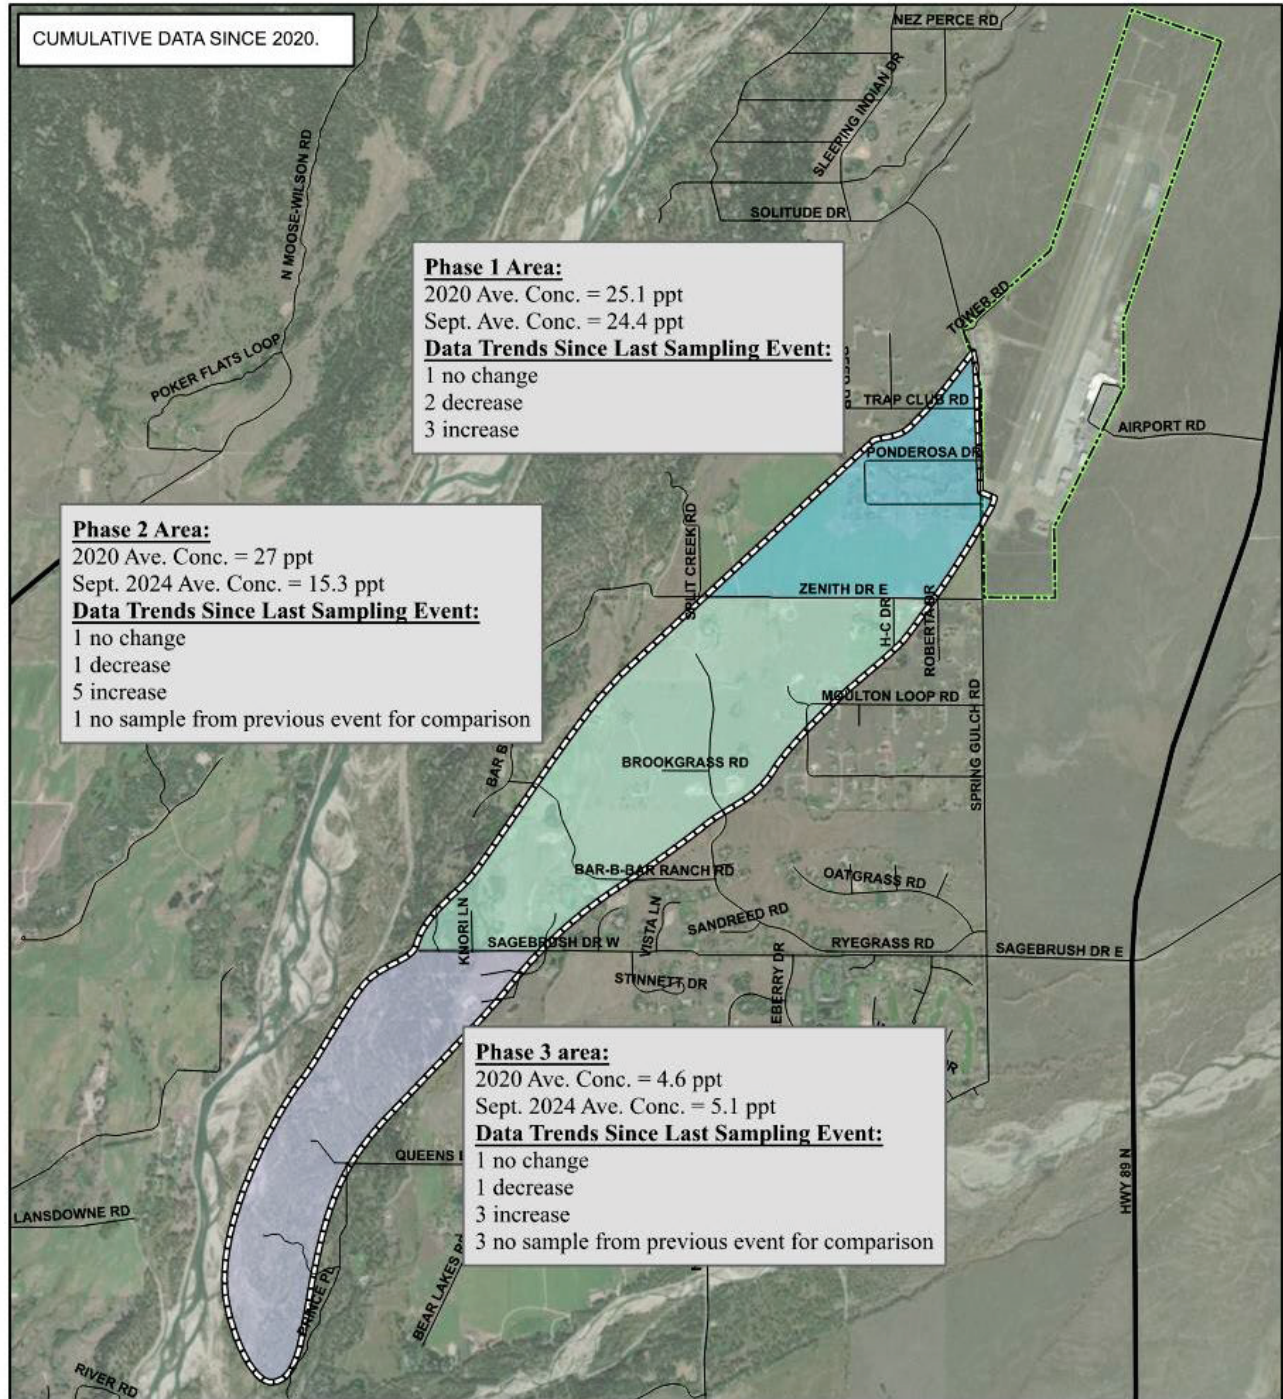 CUMULATIVE DATA SINCE 2020.
NEZ PERCE RD
SLEEPING INDIAN DR
N MOOSE-WILSON RD
SOLITUDE DR
Phase 1 Area:
2020 Ave. Conc. = 25.1 ppt
Sept. Ave. Conc. = 24.4 ppt
Data Trends Since Last Sampling Event:
1 no change
2 decrease
3 increase
TOWER RD
POKER FLATS LOOP
TRAP CLUB RD
AIRPORT RD
PONDEROSA DR
Phase 2 Area:
2020 Ave. Conc. = 27 ppt
Sept. 2024 Ave. Conc. = 15.3 ppt
Data Trends Since Last Sampling Event:
1 no change
1 decrease
5 increase
1 no sample from previous event for comparison
SPLIT CREEK RD
ZENITH DR E
H-C DR
ROBERTA DR
MOULTON LOOP RD
SPRING GULCH RD
BAR B
BROOKGRASS RD
BAR-B-BAR RANCH RD
OATGRASS RD
KNORI LN
SAGEBRUSH DR W
VISTA LN
SANDREED RD
RYEGRASS RD
SAGEBRUSH DR E
STINNETT DR
EBERRY DR
Phase 3 area:
2020 Ave. Conc. = 4.6 ppt
Sept. 2024 Ave. Conc. = 5.1 ppt
Data Trends Since Last Sampling Event:
1 no change
1 decrease
3 increase
3 no sample from previous event for comparison
QUEENS
HWY 89 N
LANSDOWNE RD
BEAR LAKES RD
PRINCE PL
RIVER RD